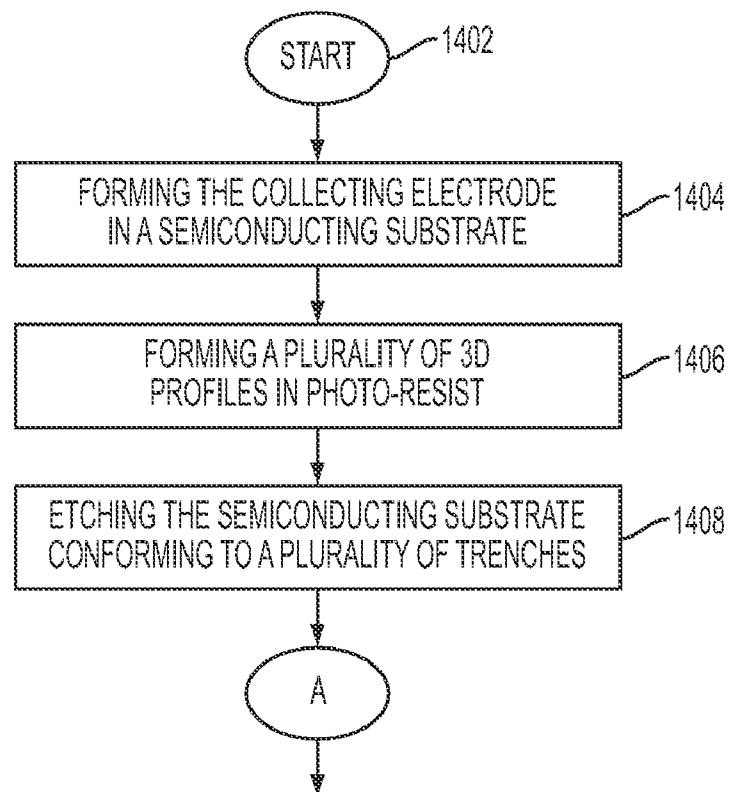 START
1402
FORMING THE COLLECTING ELECTRODE
IN A SEMICONDUCTING SUBSTRATE
1404
FORMING A PLURALITY OF 3D
PROFILES IN PHOTO-RESIST
1406
ETCHING THE SEMICONDUCTING SUBSTRATE
CONFORMING TO A PLURALITY OF TRENCHES
1408
A